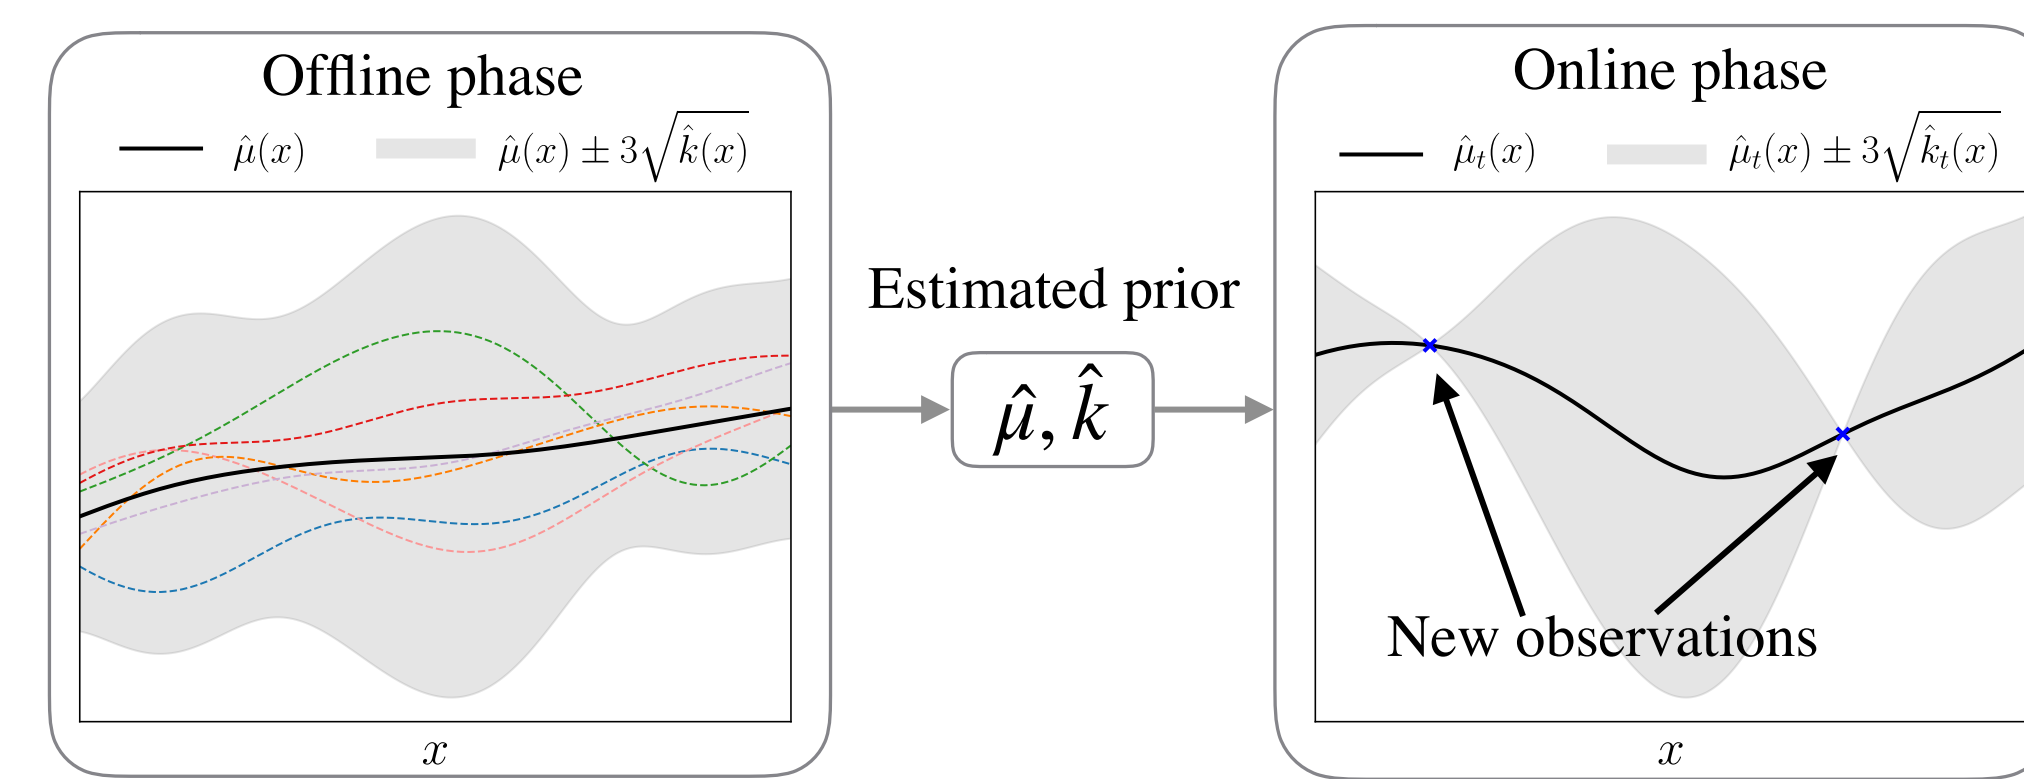 Offline phase
μ̂(x)
μ̂(x) ± 3√k̂(x)
x
Estimated prior
μ̂, k̂
Online phase
μ̂ₜ(x)
μ̂ₜ(x) ± 3√k̂ₜ(x)
New observations
x